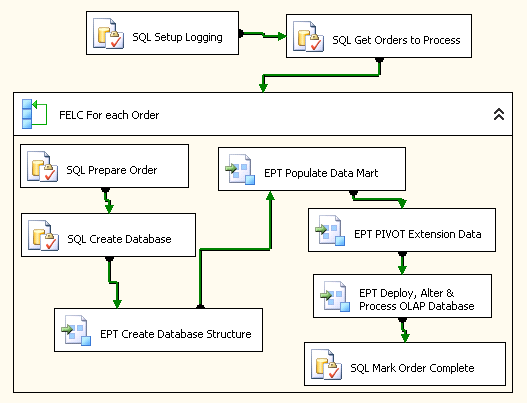 SQL Setup Logging
SQL Get Orders to Process
FELC For each Order
SQL Prepare Order
EPT Populate Data Mart
SQL Create Database
EPT PIVOT Extension Data
EPT Create Database Structure
EPT Deploy, Alter &
Process OLAP Database
SQL Mark Order Complete